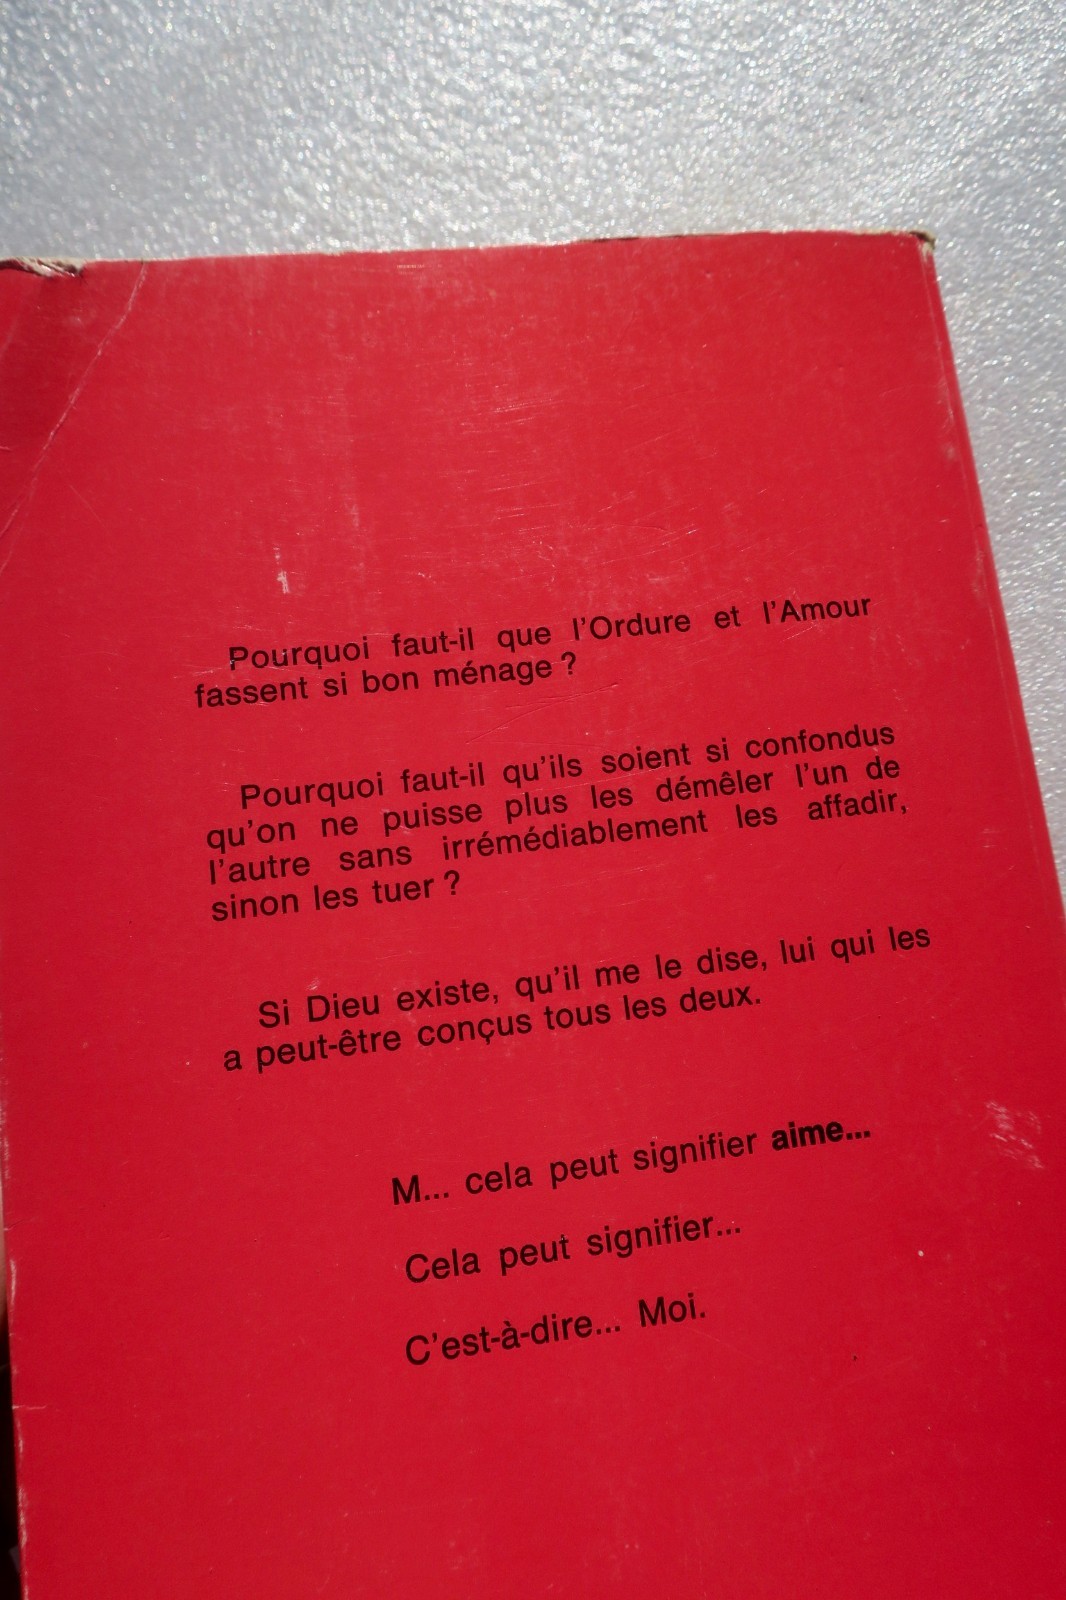 Pourquoi faut-il que l'Ordure et l'Amour
fassent si bon ménage ?
Pourquoi faut-il qu'ils soient si confondus
qu'on ne puisse plus les démêler l'un de
l'autre sans irrémédiablement les affadir,
sinon les tuer ?
Si Dieu existe, qu'il me le dise, lui qui les
a peut-être conçus tous les deux.
M... cela peut signifier aime...
Cela peut signifier...
C'est-à-dire... Moi.